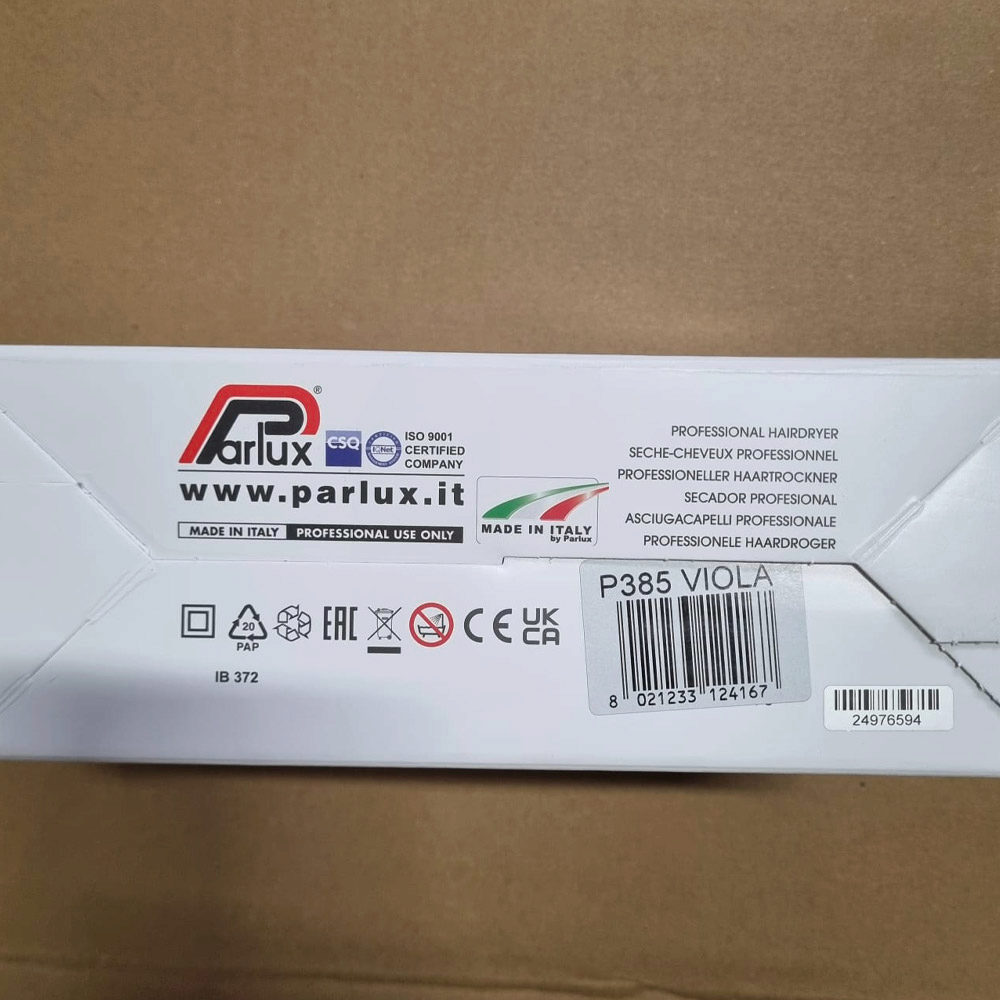 Parlux®
CSQ
IQNet
ISO 9001
CERTIFIED
COMPANY
www.parlux.it
MADE IN ITALY PROFESSIONAL USE ONLY
MADE IN ITALY
by Parlux
PROFESSIONAL HAIRDRYER
SECHE-CHEVEUX PROFESSIONNEL
PROFESSIONELLER HAARTROCKNER
SECADOR PROFESIONAL
ASCIUGACAPELLI PROFESSIONALE
PROFESSIONELE HAARDROGER
20
PAP
EAC
CE
UK
CA
IB 372
P385 VIOLA
8 021233 124167
24976594